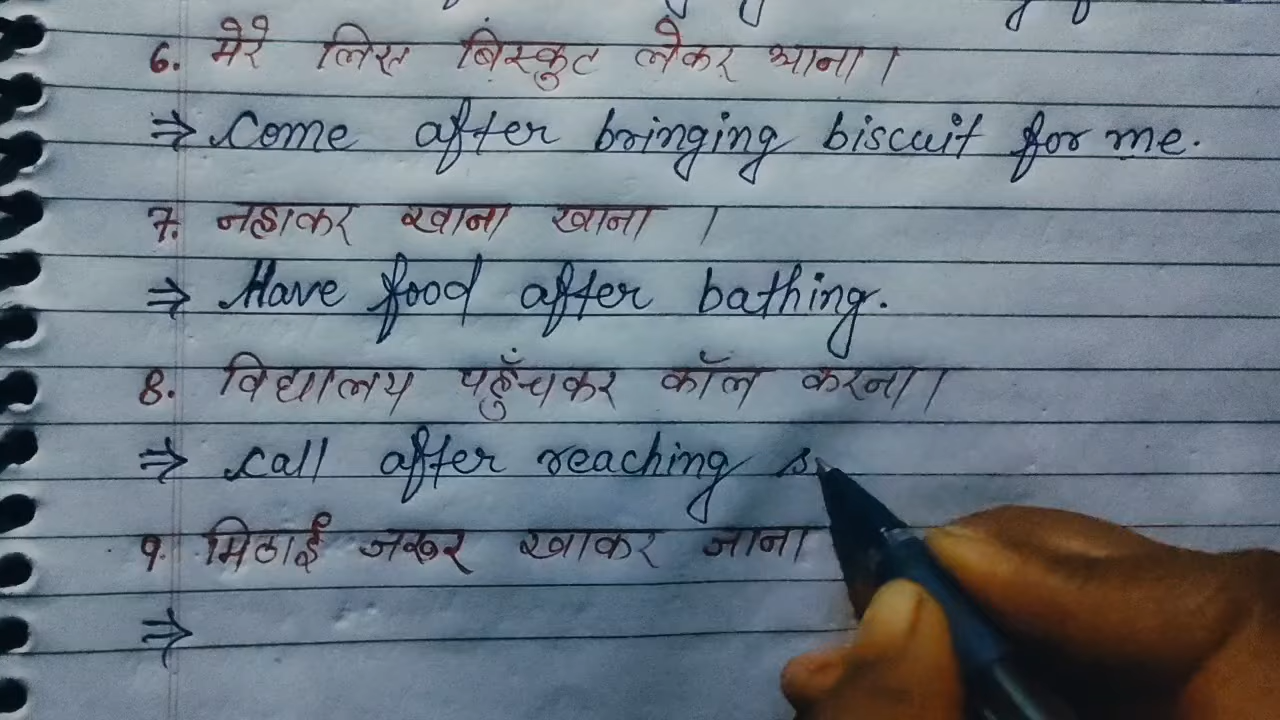 6. मेरे लिए बिस्कुट लेकर आना।
⇒ Come after bringing biscuit for me.
7. नहाकर खाना खाना ।
⇒ Have food after bathing.
8. विद्यालय पहुँचकर कॉल करना।
⇒ Call after reaching s
9. मिठाई जरूर खाकर जाना
⇒